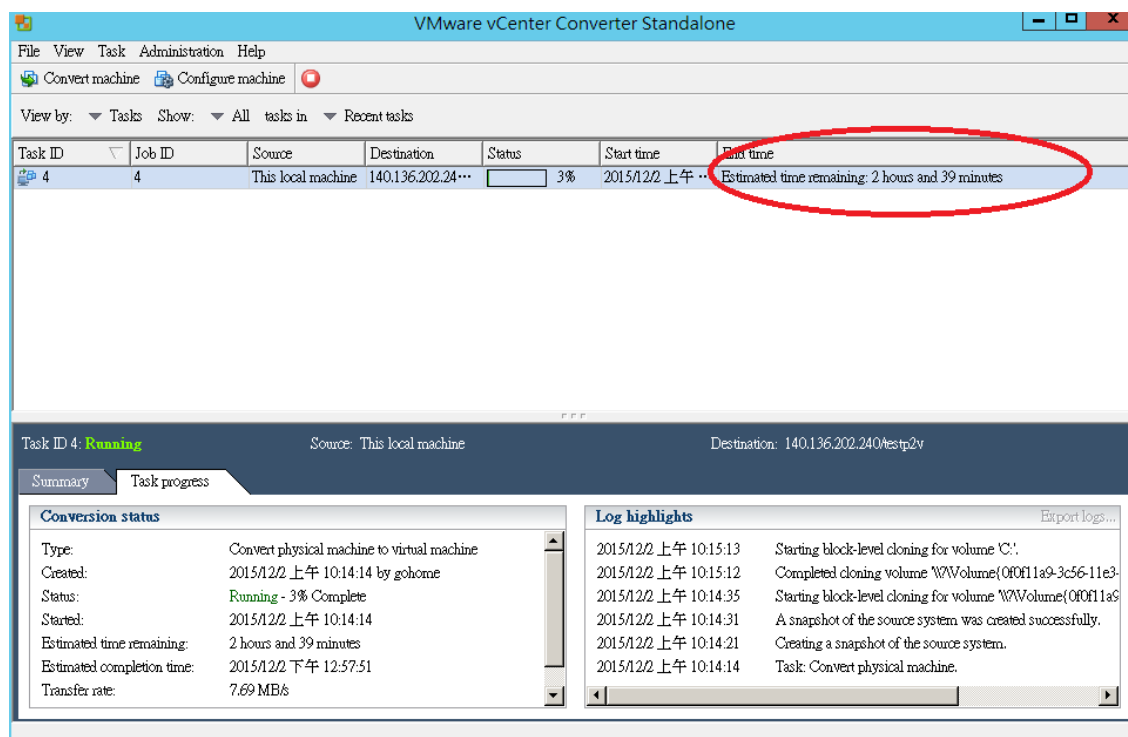 VMware vCenter Converter Standalone
File View Task Administration Help
Convert machine Configure machine
View by: Tasks Show: All tasks in Recent tasks
Task ID Job ID Source Destination Status Start time End time
4 4 This local machine 140.136.202.24... 3% 2015/12/2 上午 ... Estimated time remaining: 2 hours and 39 minutes
Task ID 4: Running Source: This local machine Destination: 140.136.202.240/testp2v
Summary Task progress
Conversion status
Type: Convert physical machine to virtual machine
Created: 2015/12/2 上午 10:14:14 by gohome
Status: Running - 3% Complete
Started: 2015/12/2 上午 10:14:14
Estimated time remaining: 2 hours and 39 minutes
Estimated completion time: 2015/12/2 下午 12:57:51
Transfer rate: 7.69 MB/s
Log highlights Export logs...
2015/12/2 上午 10:15:13 Starting block-level cloning for volume 'C:'.
2015/12/2 上午 10:15:12 Completed cloning volume '\\?\Volume{0f0f11a9-3c56-11e3-
2015/12/2 上午 10:14:35 Starting block-level cloning for volume '\\?\Volume{0f0f11a9
2015/12/2 上午 10:14:31 A snapshot of the source system was created successfully.
2015/12/2 上午 10:14:21 Creating a snapshot of the source system.
2015/12/2 上午 10:14:14 Task: Convert physical machine.